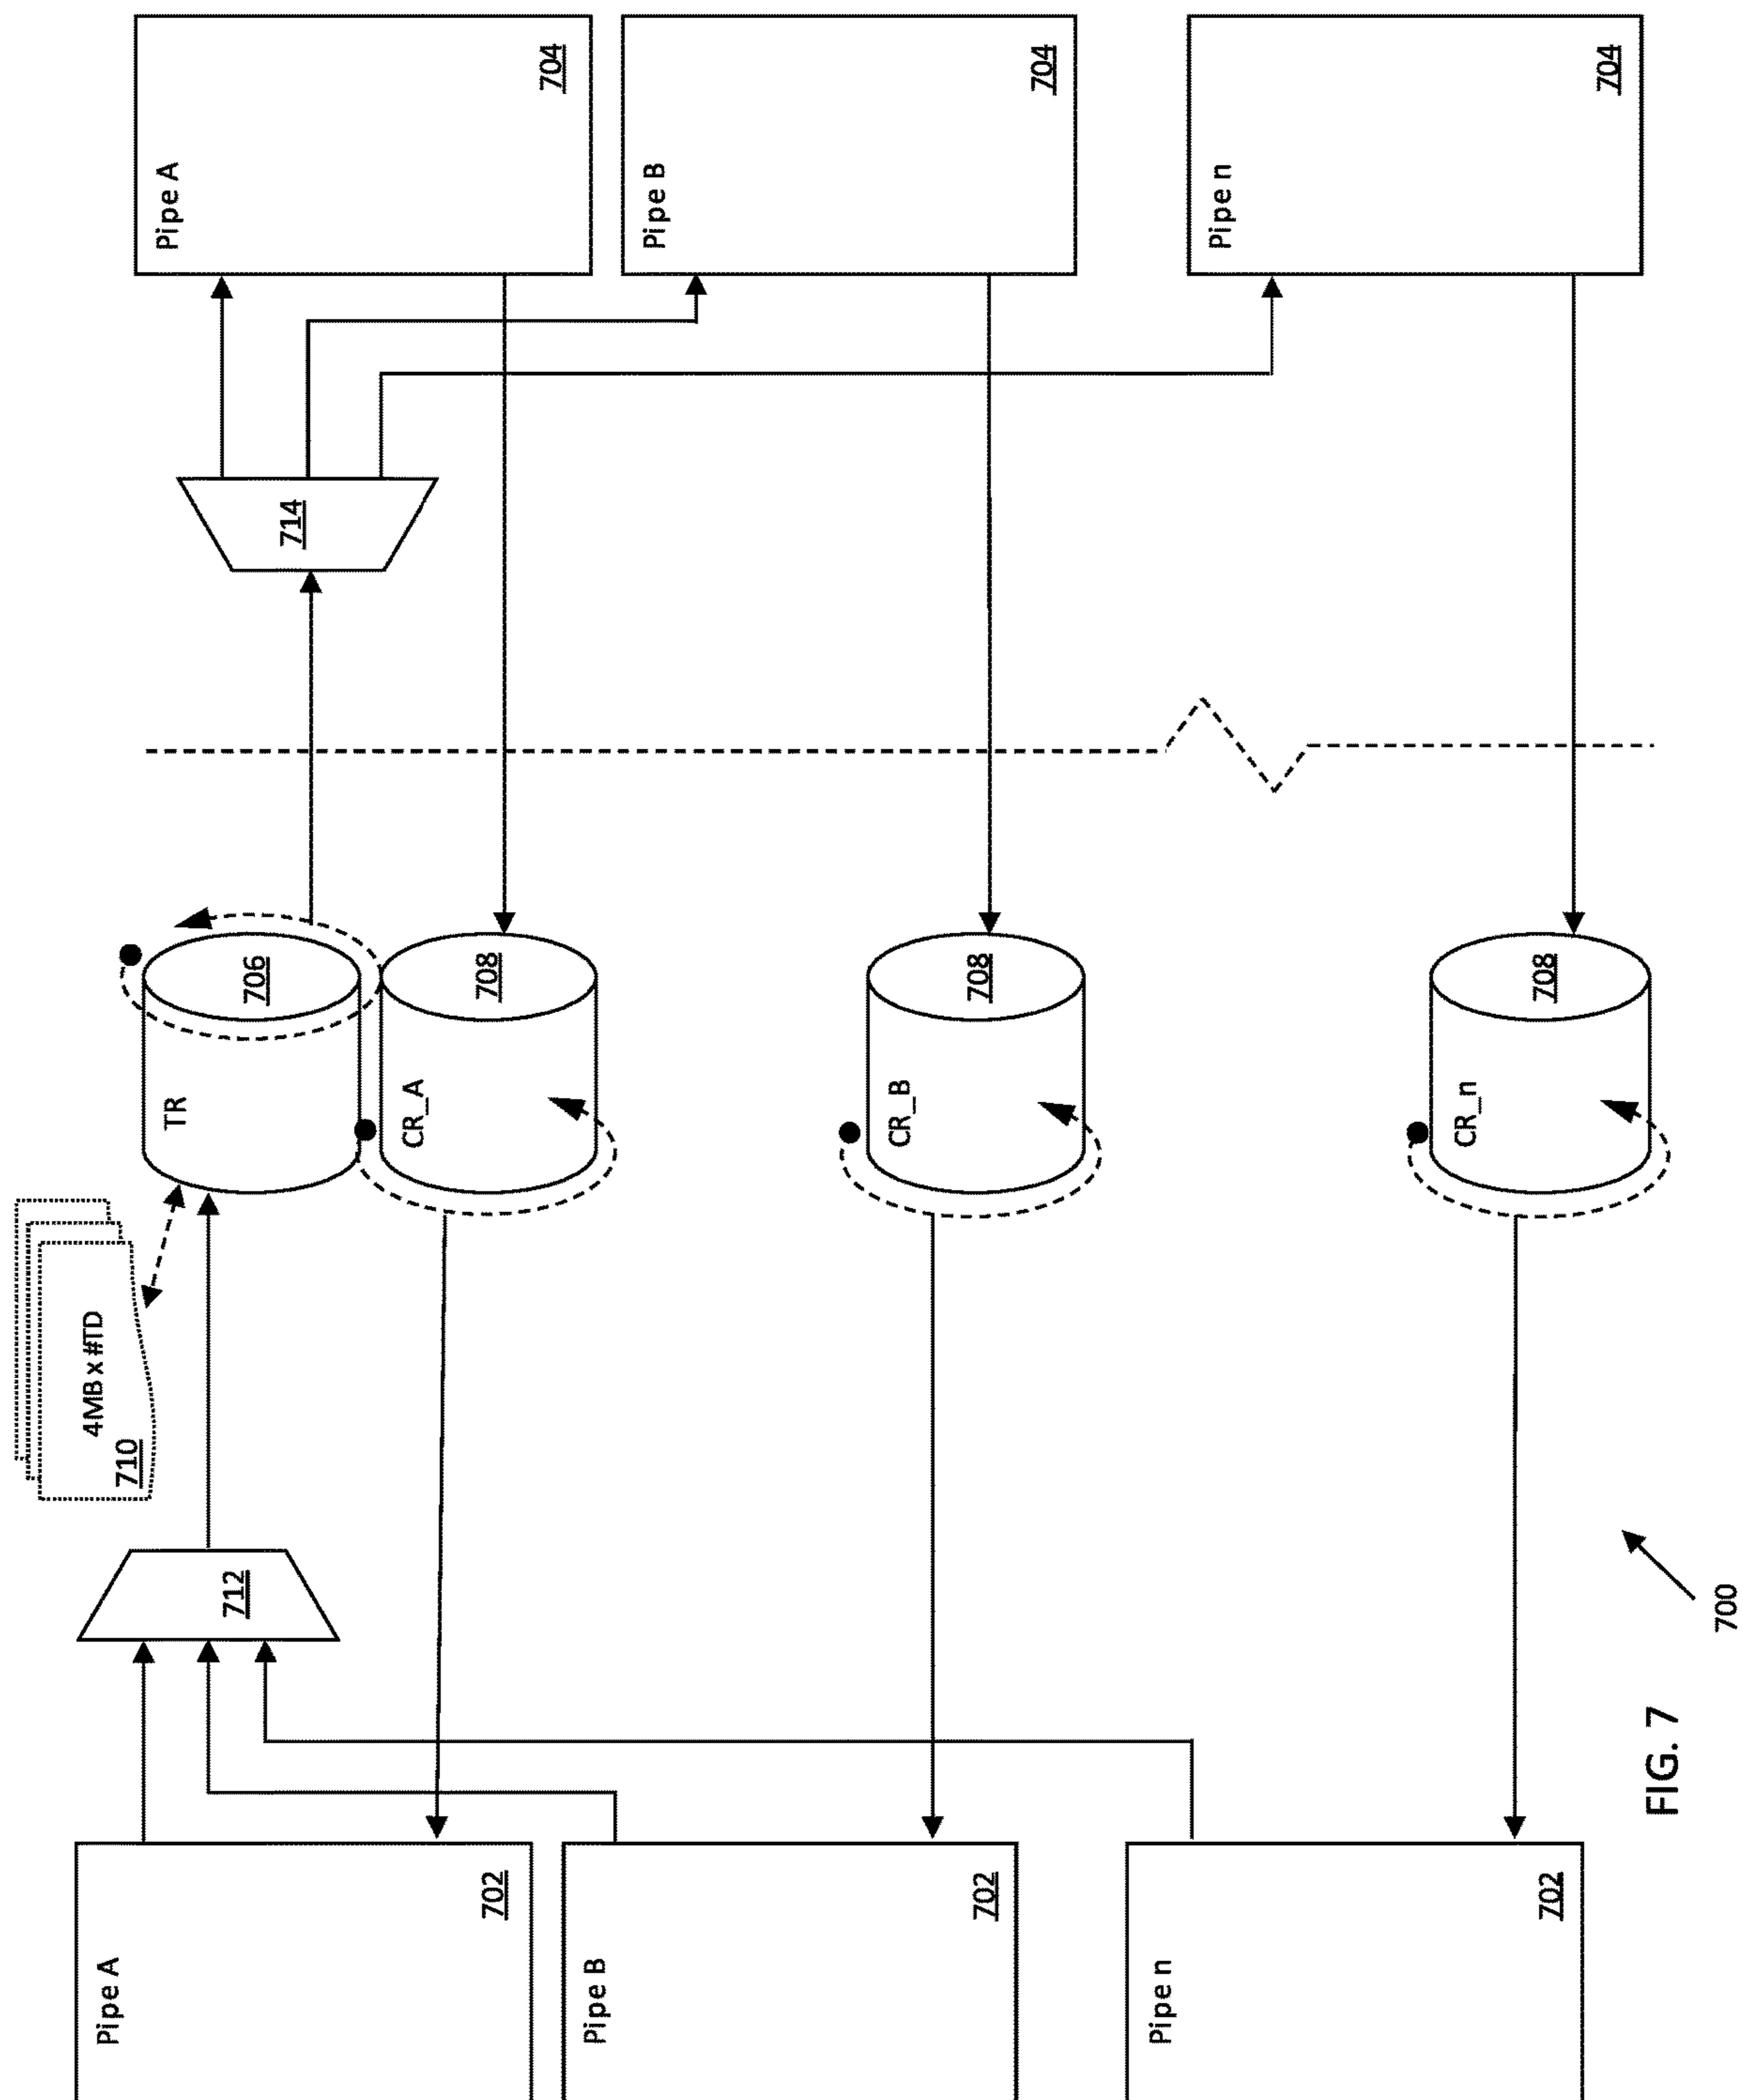 Pipe A
702
Pipe B
702
Pipe n
702
712
4MB x #TD
710
TR
706
CR_A
708
CR_B
708
CR_n
708
714
Pipe A
704
Pipe B
704
Pipe n
704
700
FIG. 7